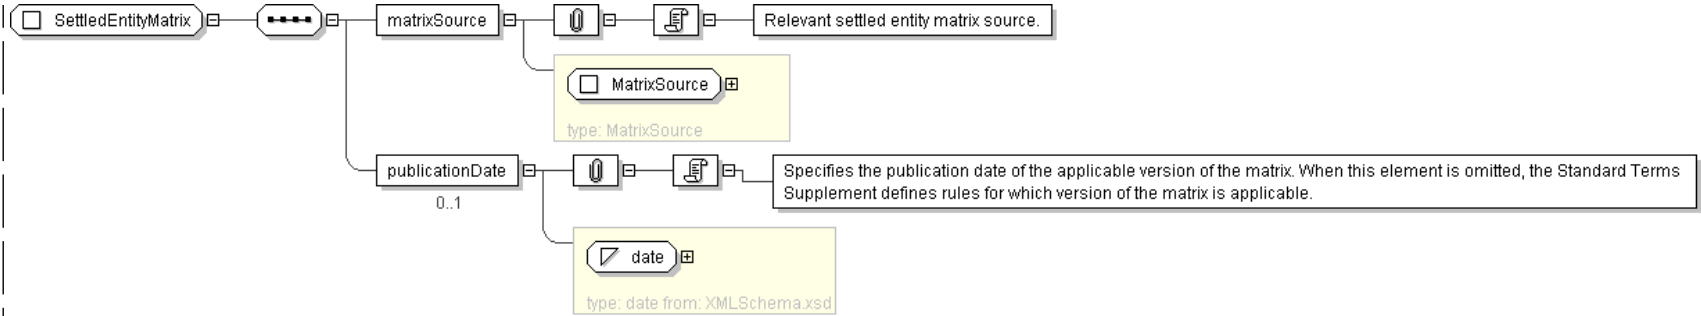 SettledEntityMatrix
matrixSource
Relevant settled entity matrix source.
MatrixSource
type: MatrixSource
publicationDate
0..1
Specifies the publication date of the applicable version of the matrix. When this element is omitted, the Standard Terms
Supplement defines rules for which version of the matrix is applicable.
date
type: date from: XMLSchema.xsd